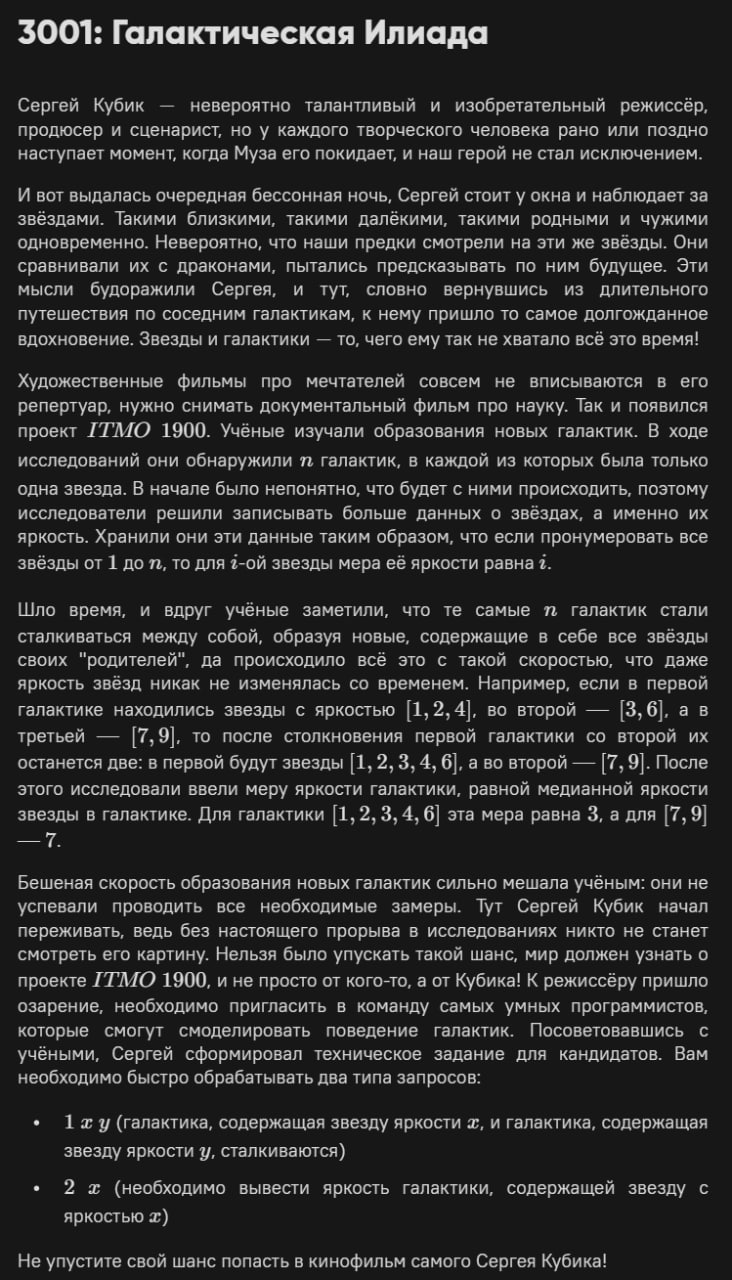 3001: Галактическая Илиада
Сергей Кубик — невероятно талантливый и изобретательный режиссёр,
продюсер и сценарист, но у каждого творческого человека рано или поздно
наступает момент, когда Муза его покидает, и наш герой не стал исключением.
И вот выдалась очередная бессонная ночь, Сергей стоит у окна и наблюдает за
звёздами. Такими близкими, такими далёкими, такими родными и чужими
одновременно. Невероятно, что наши предки смотрели на эти же звёзды. Они
сравнивали их с драконами, пытались предсказывать по ним будущее. Эти
мысли будоражили Сергея, и тут, словно вернувшись из длительного
путешествия по соседним галактикам, к нему пришло то самое долгожданное
вдохновение. Звезды и галактики — то, чего ему так не хватало всё это время!
Художественные фильмы про мечтателей совсем не вписываются в его
репертуар, нужно снимать документальный фильм про науку. Так и появился
проект ITMO 1900. Учёные изучали образования новых галактик. В ходе
исследований они обнаружили n галактик, в каждой из которых была только
одна звезда. В начале было непонятно, что будет с ними происходить, поэтому
исследователи решили записывать больше данных о звёздах, а именно их
яркость. Хранили они эти данные таким образом, что если пронумеровать все
звёзды от 1 до n, то для i-ой звезды мера её яркости равна i.
Шло время, и вдруг учёные заметили, что те самые n галактик стали
сталкиваться между собой, образуя новые, содержащие в себе все звёзды
своих "родителей", да происходило всё это с такой скоростью, что даже
яркость звёзд никак не изменялась со временем. Например, если в первой
галактике находились звезды с яркостью [1, 2, 4], во второй — [3, 6], а в
третьей — [7, 9], то после столкновения первой галактики со второй их
останется две: в первой будут звезды [1, 2, 3, 4, 6], а во второй — [7, 9]. После
этого исследовали ввели меру яркости галактики, равной медианной яркости
звезды в галактике. Для галактики [1, 2, 3, 4, 6] эта мера равна 3, а для [7, 9]
— 7.
Бешеная скорость образования новых галактик сильно мешала учёным: они не
успевали проводить все необходимые замеры. Тут Сергей Кубик начал
переживать, ведь без настоящего прорыва в исследованиях никто не станет
смотреть его картину. Нельзя было упускать такой шанс, мир должен узнать о
проекте ITMO 1900, и не просто от кого-то, а от Кубика! К режиссёру пришло
озарение, необходимо пригласить в команду самых умных программистов,
которые смогут смоделировать поведение галактик. Посоветовавшись с
учёными, Сергей сформировал техническое задание для кандидатов. Вам
необходимо быстро обрабатывать два типа запросов:
• 1 x y (галактика, содержащая звезду яркости x, и галактика, содержащая
звезду яркости y, сталкиваются)
• 2 x (необходимо вывести яркость галактики, содержащей звезду с
яркостью x)
Не упустите свой шанс попасть в кинофильм самого Сергея Кубика!